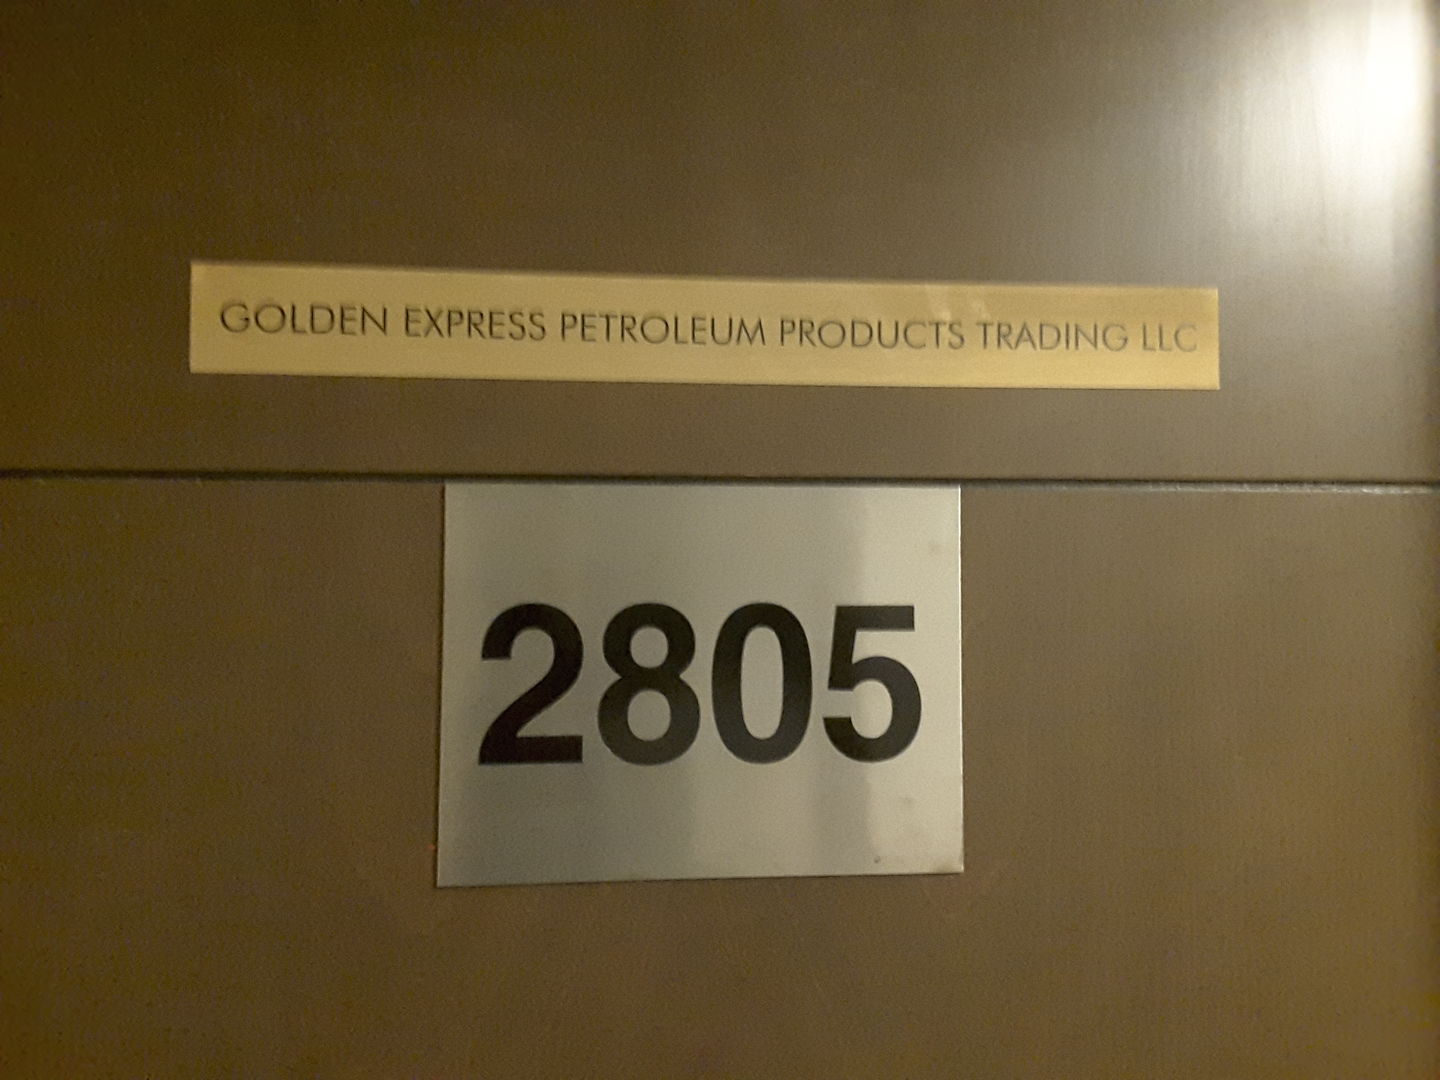 GOLDEN EXPRESS PETROLEUM PRODUCTS TRADING LLC
2805